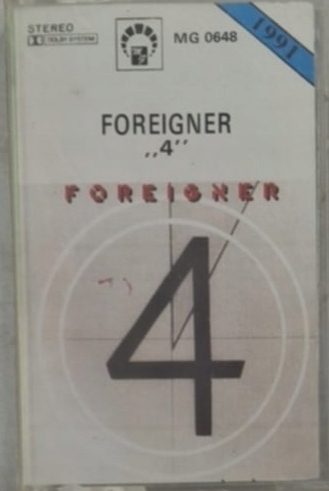 STEREO
DOLBY SYSTEM
MG 0648
1991
FOREIGNER
„4”
FOREIGNER
4